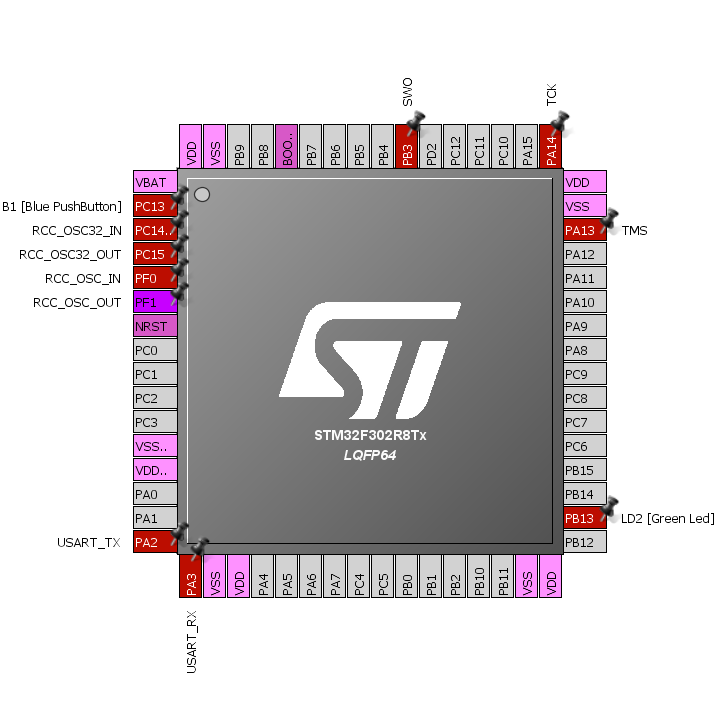 SWO
TCK
VDD
VSS
PB9
PB8
BOO..
PB7
PB6
PB5
PB4
PB3
PD2
PC12
PC11
PC10
PA15
PA14
B1 [Blue PushButton]
RCC_OSC32_IN
RCC_OSC32_OUT
RCC_OSC_IN
RCC_OSC_OUT
USART_TX
VBAT
PC13
PC14..
PC15
PF0
PF1
NRST
PC0
PC1
PC2
PC3
VSS..
VDD..
PA0
PA1
PA2
ST
STM32F302R8Tx
LQFP64
VDD
VSS
PA13
TMS
PA12
PA11
PA10
PA9
PA8
PC9
PC8
PC7
PC6
PB15
PB14
PB13
LD2 [Green Led]
PB12
PA3
VSS
VDD
PA4
PA5
PA6
PA7
PC4
PC5
PB0
PB1
PB2
PB10
PB11
VSS
VDD
USART_RX